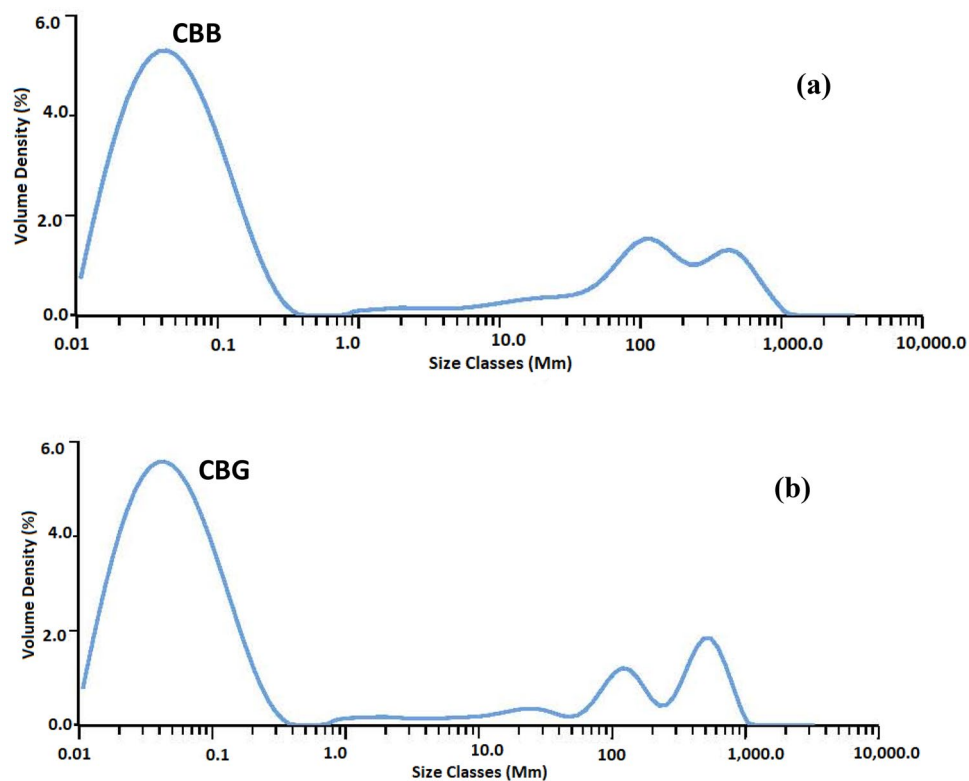 6.0
CBB
(a)
4.0
2.0
0.0
Volume Density (%)
0.01 0.1 1.0 10.0 100 1,000.0 10,000.0
Size Classes (Mm)
6.0
CBG
(b)
4.0
2.0
0.0
Volume Density (%)
0.01 0.1 1.0 10.0 100 1,000.0 10,000.0
Size Classes (Mm)